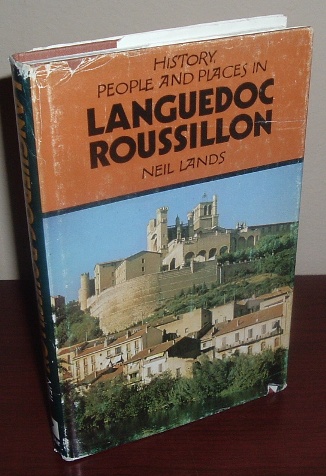 HISTORY,
PEOPLE AND PLACES IN
LANGUEDOC
ROUSSILLON
NEIL LANDS